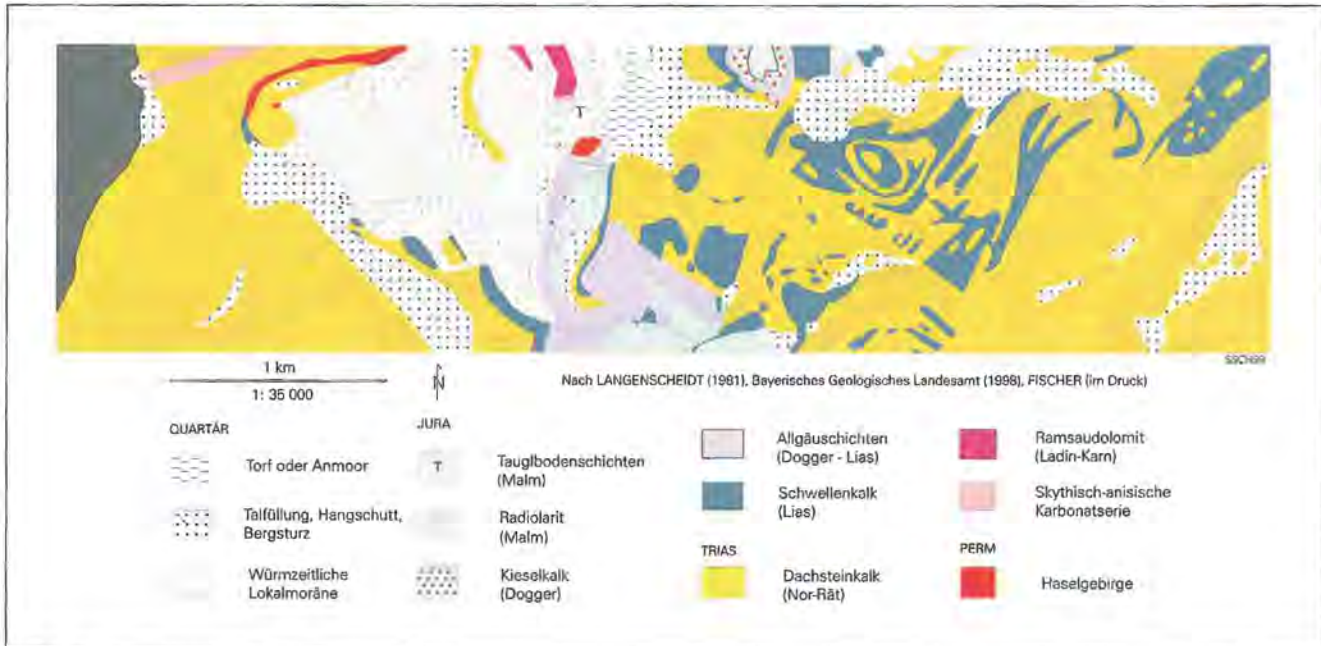 T
SSCH99
1 km
1: 35 000
N
Nach LANGENSCHEIDT (1981), Bayerisches Geologisches Landesamt (1998), FISCHER (im Druck)
QUARTÄR
Torf oder Anmoor
Talfüllung, Hangschutt,
Bergsturz
Würmzeitliche
Lokalmoräne
JURA
T
Tauglbodenschichten
(Malm)
Radiolarit
(Malm)
Kieselkalk
(Dogger)
Allgäuschichten
(Dogger - Lias)
Schwellenkalk
(Lias)
TRIAS
Dachsteinkalk
(Nor-Rät)
Ramsaudolomit
(Ladin-Karn)
Skythisch-anisische
Karbonatserie
PERM
Haselgebirge